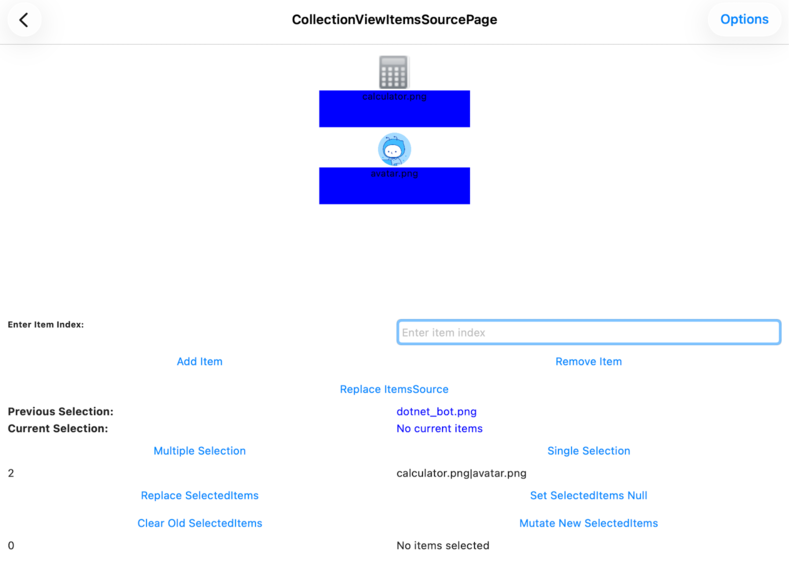 CollectionViewItemsSourcePage
Options
calculator.png
avatar.png
Enter Item Index:
Enter item index
Add Item
Remove Item
Replace ItemsSource
Previous Selection:
dotnet_bot.png
Current Selection:
No current items
Multiple Selection
Single Selection
2
calculator.png|avatar.png
Replace SelectedItems
Set SelectedItems Null
Clear Old SelectedItems
Mutate New SelectedItems
0
No items selected